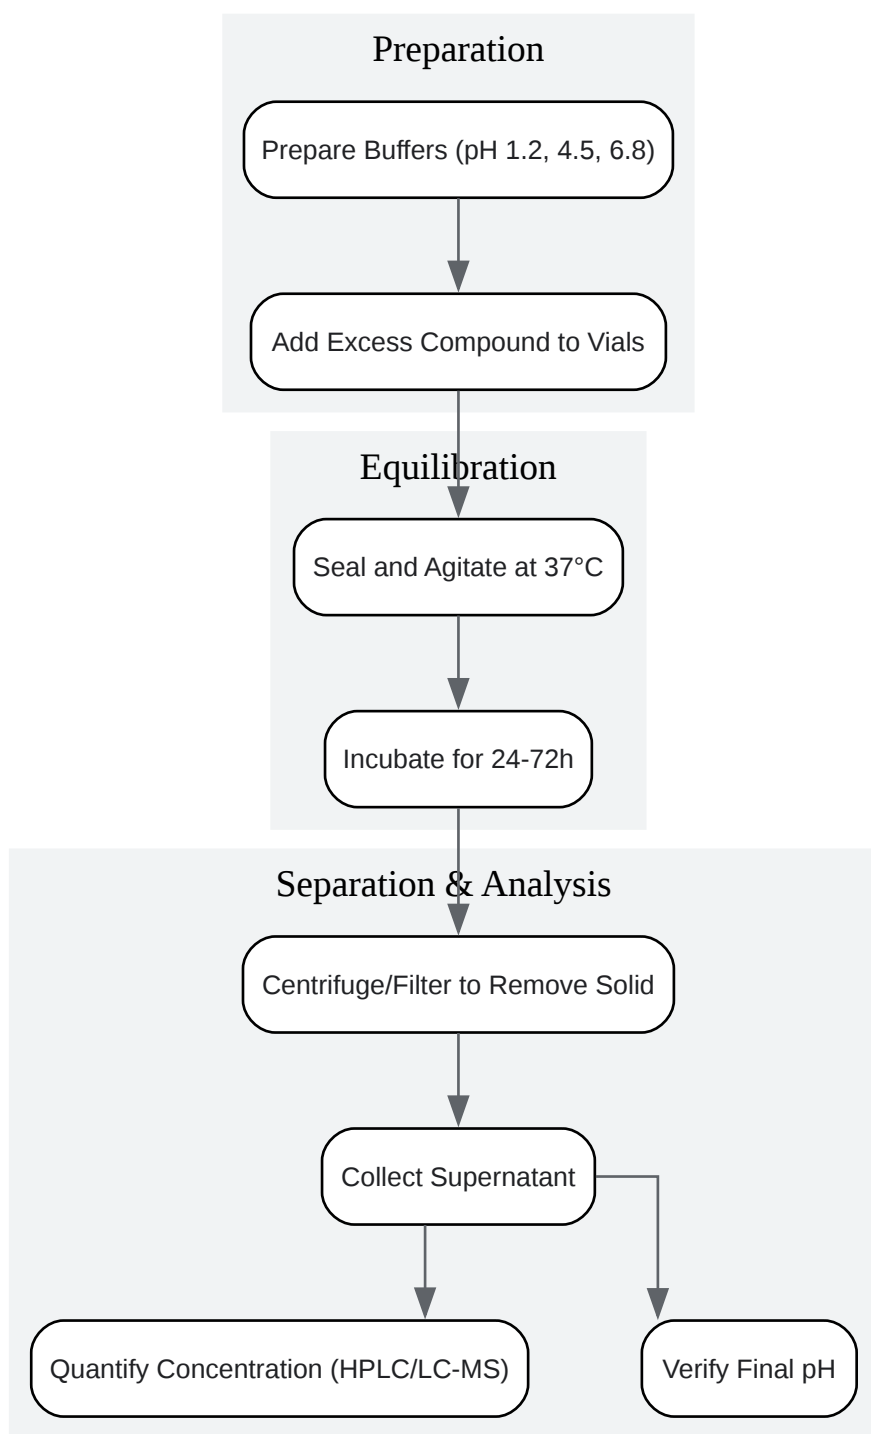 Preparation
Prepare Buffers (pH 1.2, 4.5, 6.8)
Add Excess Compound to Vials
Equilibration
Seal and Agitate at 37°C
Incubate for 24-72h
Separation & Analysis
Centrifuge/Filter to Remove Solid
Collect Supernatant
Quantify Concentration (HPLC/LC-MS)
Verify Final pH